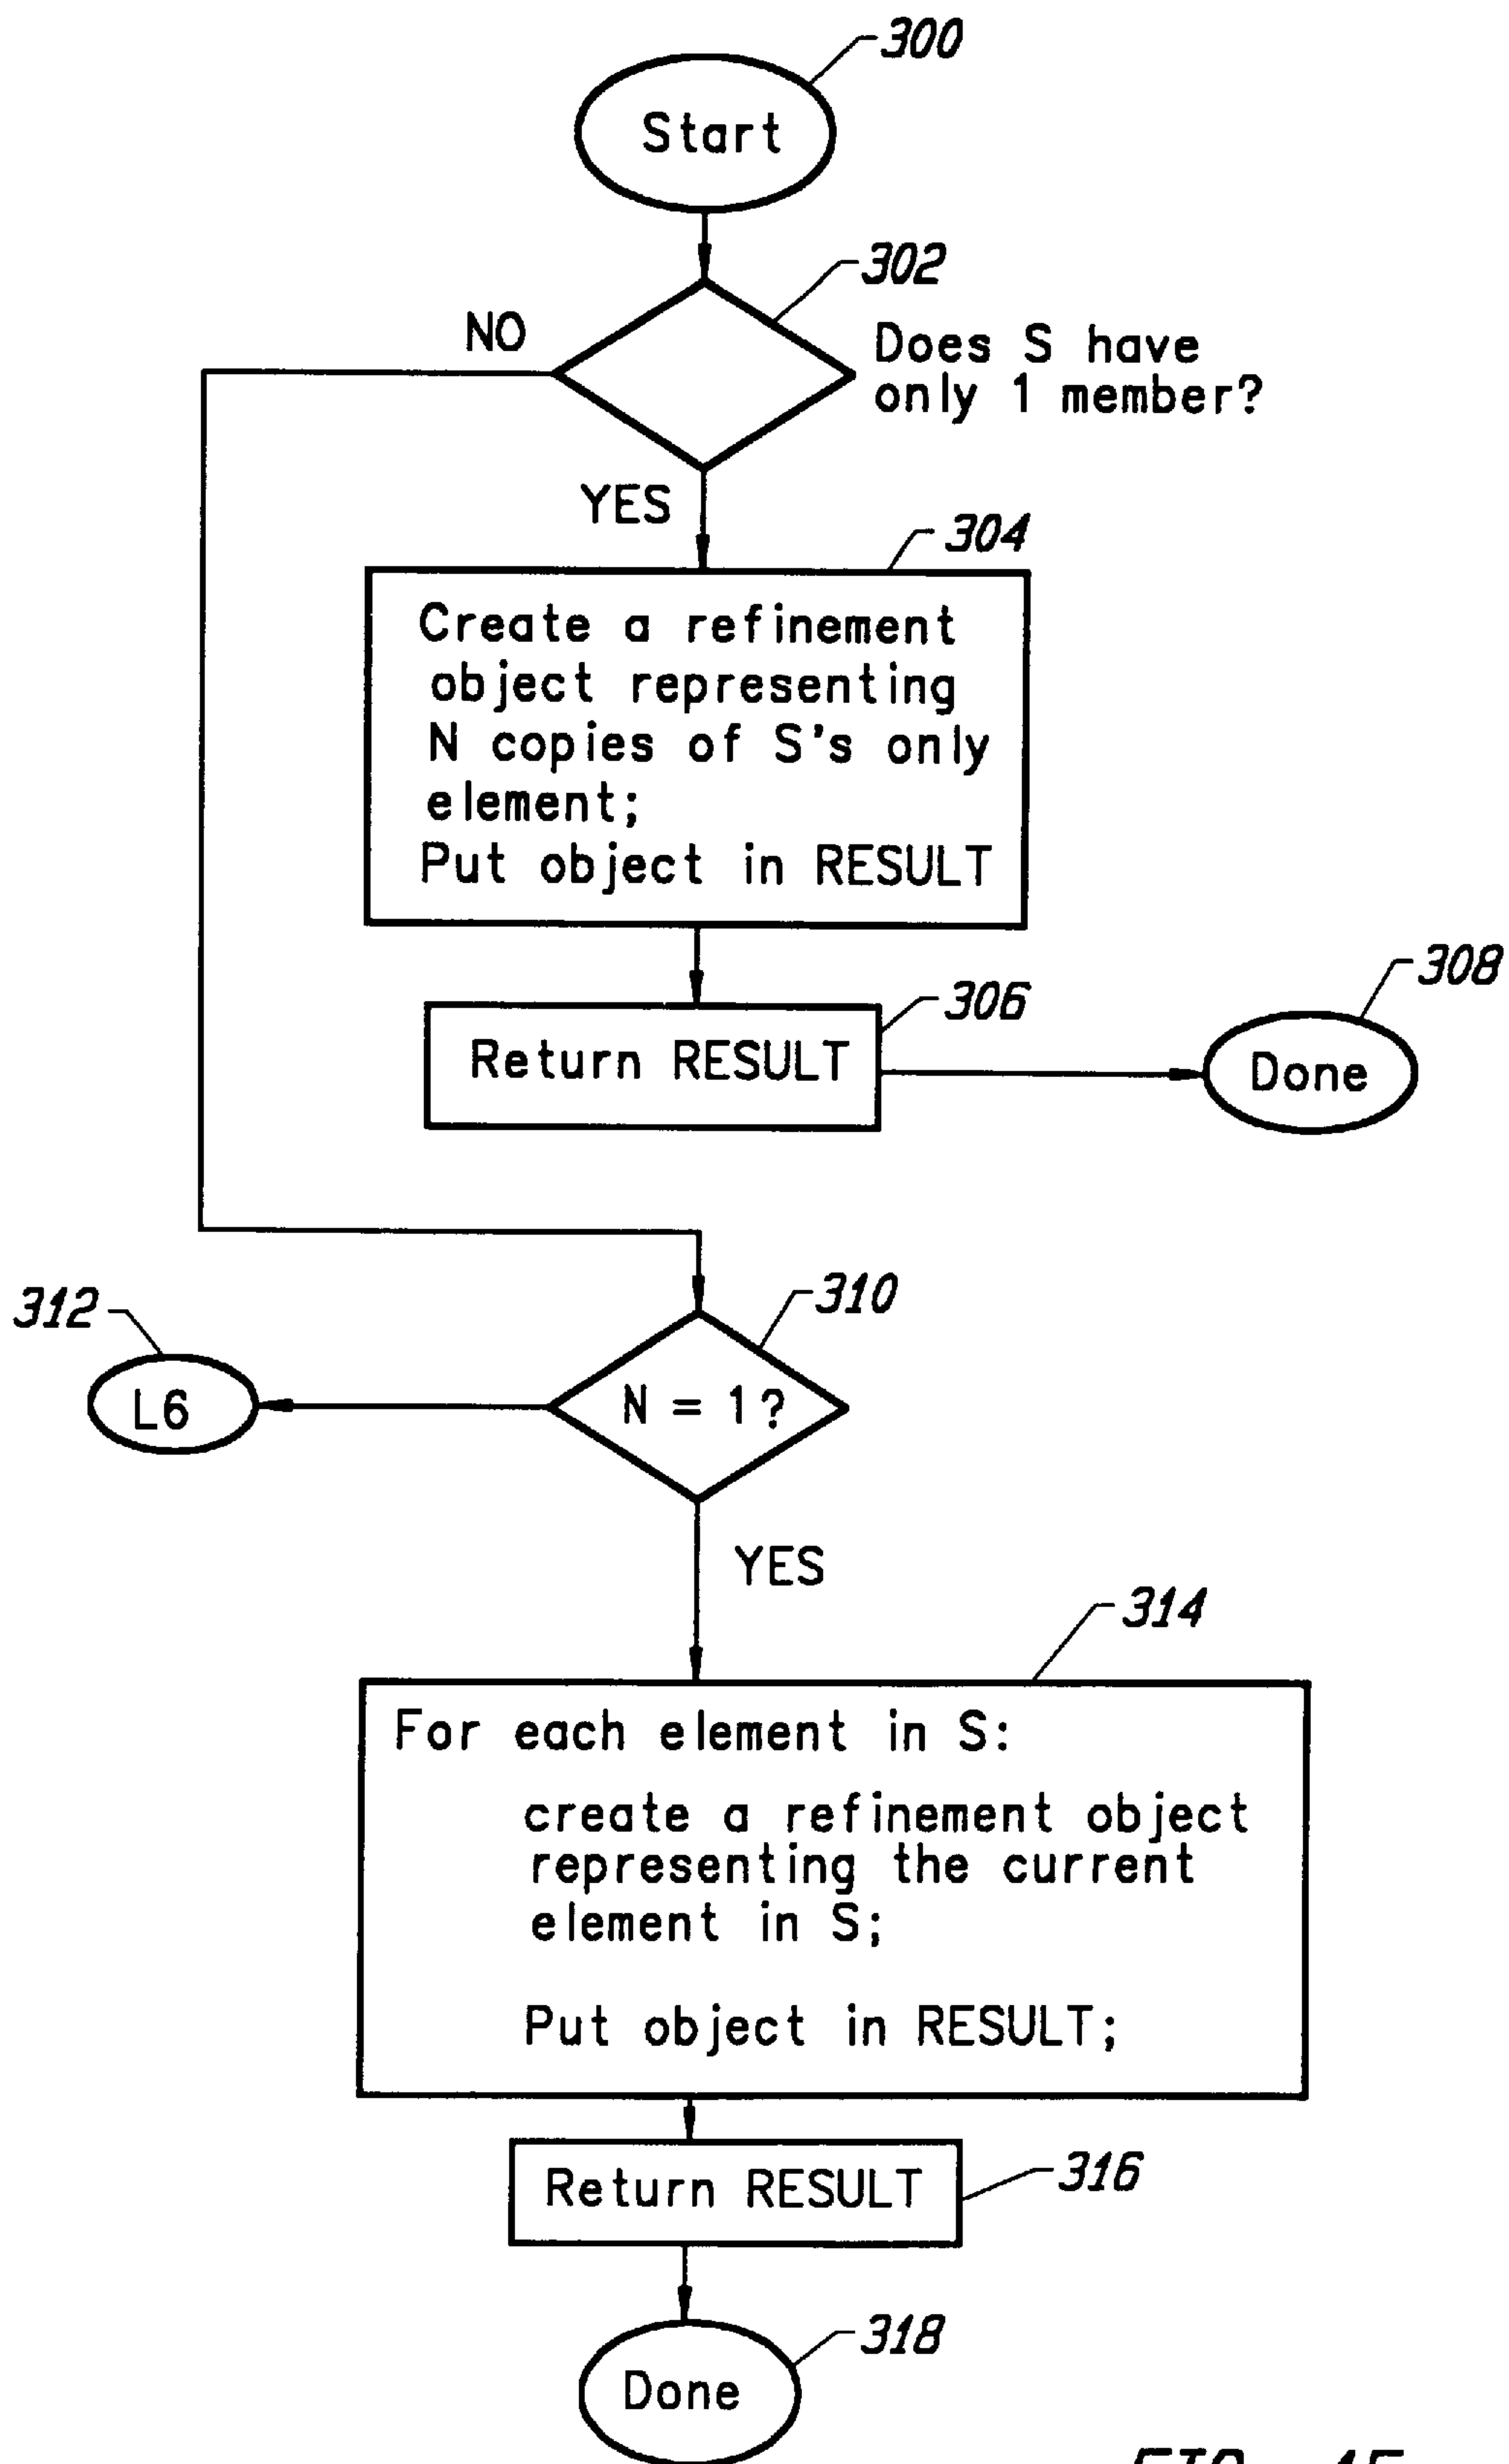 300
Start
302
NO
Does S have
only 1 member?
YES
304
Create a refinement
object representing
N copies of S's only
element;
Put object in RESULT
306
Return RESULT
308
Done
310
312
N = 1?
L6
YES
314
For each element in S:
create a refinement object
representing the current
element in S;
Put object in RESULT;
316
Return RESULT
318
Done